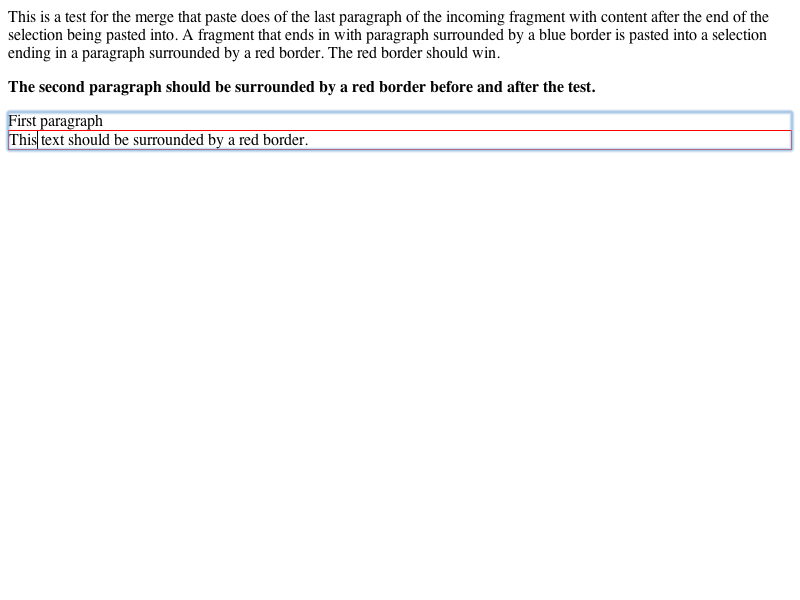 This is a test for the merge that paste does of the last paragraph of the incoming fragment with content after the end of the
selection being pasted into. A fragment that ends in with paragraph surrounded by a blue border is pasted into a selection
ending in a paragraph surrounded by a red border. The red border should win.
The second paragraph should be surrounded by a red border before and after the test.
First paragraph
This text should be surrounded by a red border.